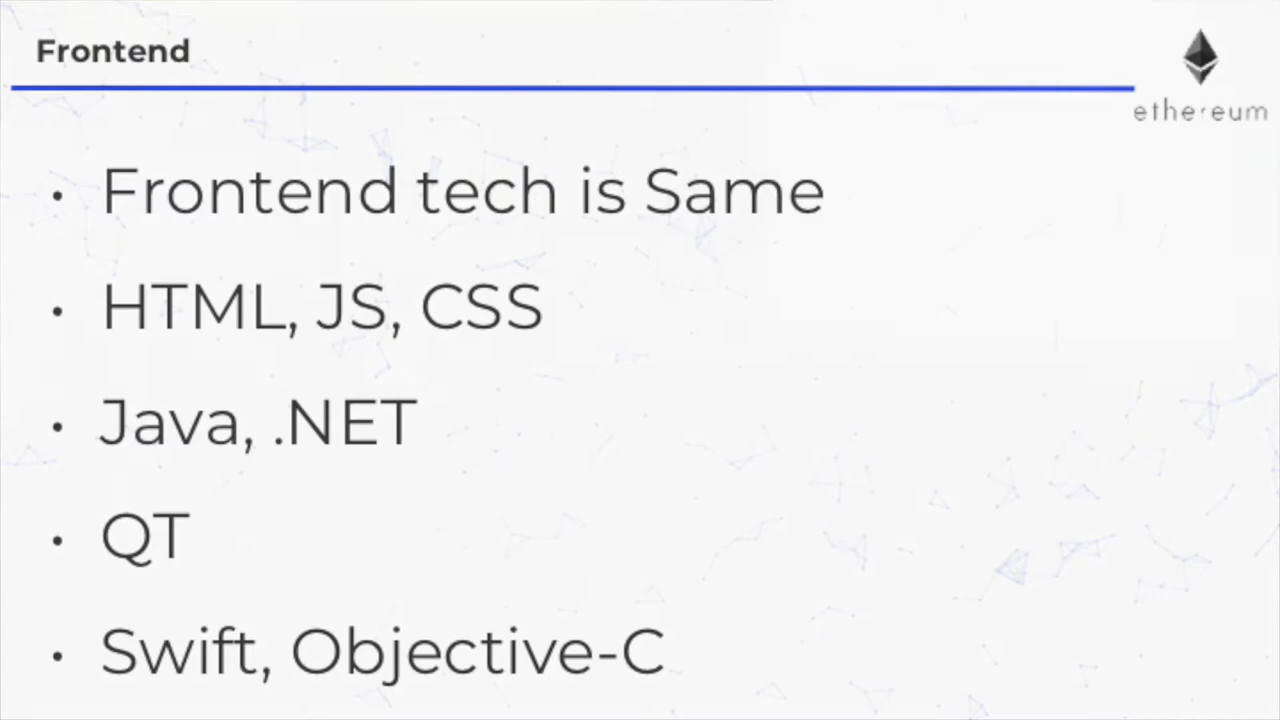 Frontend
ethereum
• Frontend tech is Same
• HTML, JS, CSS
• Java, .NET
• QT
• Swift, Objective-C